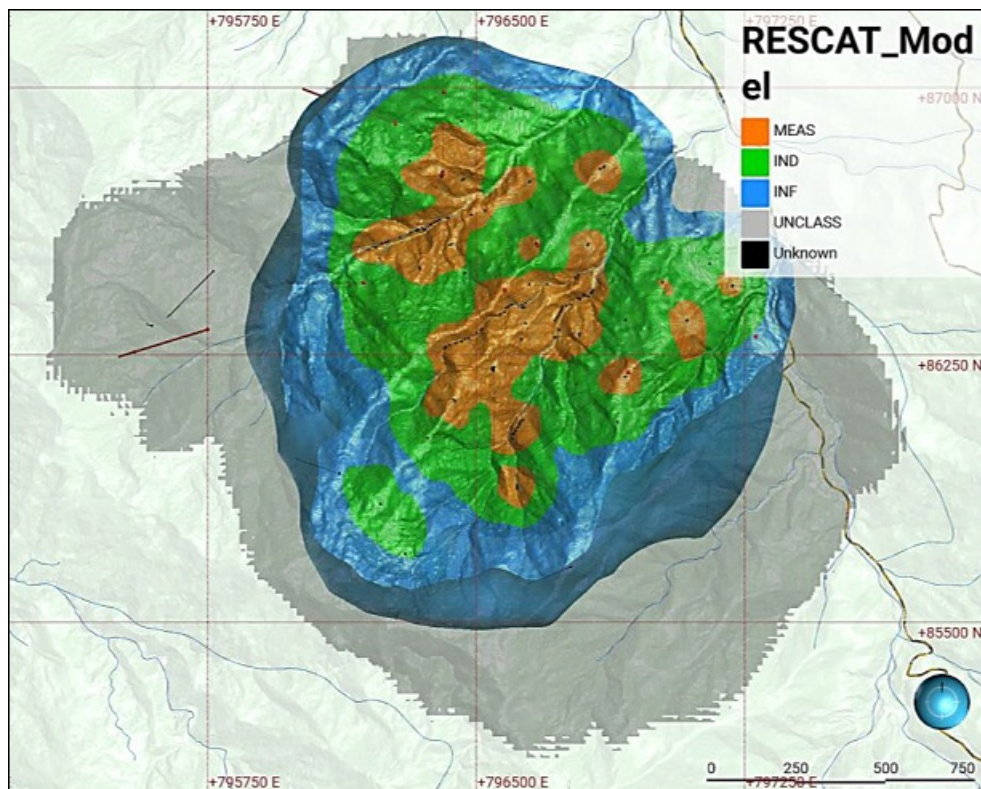 +795750 E
+796500 E
+797250 E
RESCAT_Mod
el
+87000 N
MEAS
IND
INF
UNCLASS
Unknown
+86250 N
+85500 N
+795750 E
+796500 E
+797250 E
0
250
500
750